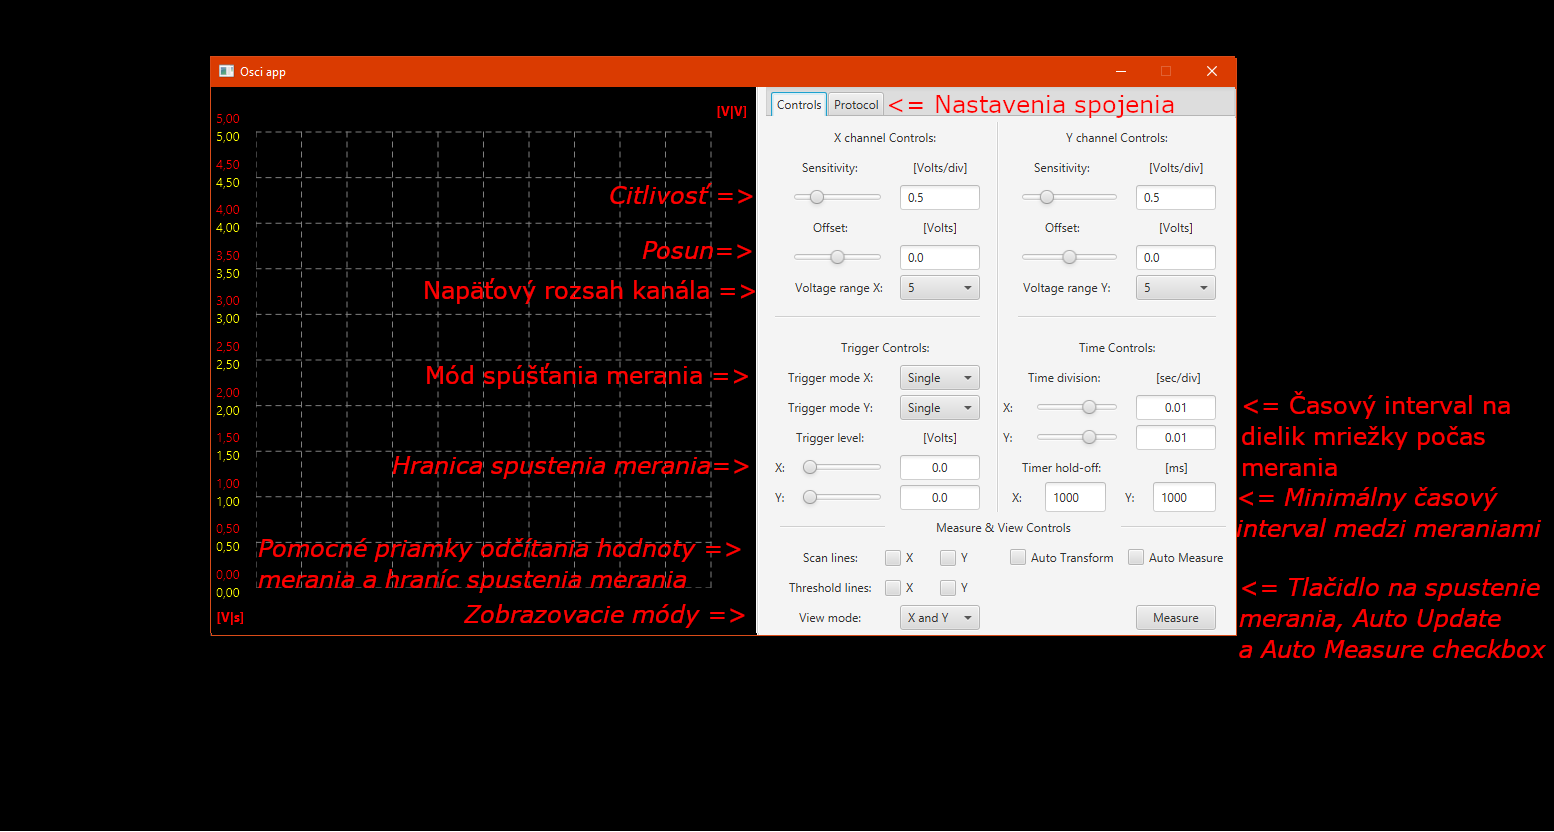 Osci app
Controls Protocol <= Nastavenia spojenia
[V|V]
5,00
5,00
4,50
4,50
4,00
4,00
3,50
3,50
3,00
3,00
2,50
2,50
2,00
2,00
1,50
1,50
1,00
1,00
0,50
0,50
0,00
0,00
[V|s]
Citlivosť =>
Posun=>
Napäťový rozsah kanála =>
Mód spúšťania merania =>
Hranica spustenia merania=>
Pomocné priamky odčítania hodnoty =>
merania a hraníc spustenia merania
Zobrazovacie módy =>
X channel Controls:
Sensitivity: [Volts/div]
0.5
Offset: [Volts]
0.0
Voltage range X: 5
Y channel Controls:
Sensitivity: [Volts/div]
0.5
Offset: [Volts]
0.0
Voltage range Y: 5
Trigger Controls:
Trigger mode X: Single
Trigger mode Y: Single
Trigger level: [Volts]
X: 0.0
Y: 0.0
Time Controls:
Time division: [sec/div]
X: 0.01
Y: 0.01
Timer hold-off: [ms]
X: 1000 Y: 1000
Measure & View Controls
Scan lines: X Y Auto Transform Auto Measure
Threshold lines: X Y
View mode: X and Y Measure
<= Časový interval na
dielik mriežky počas
merania
<= Minimálny časový
interval medzi meraniami
<= Tlačidlo na spustenie
merania, Auto Update
a Auto Measure checkbox